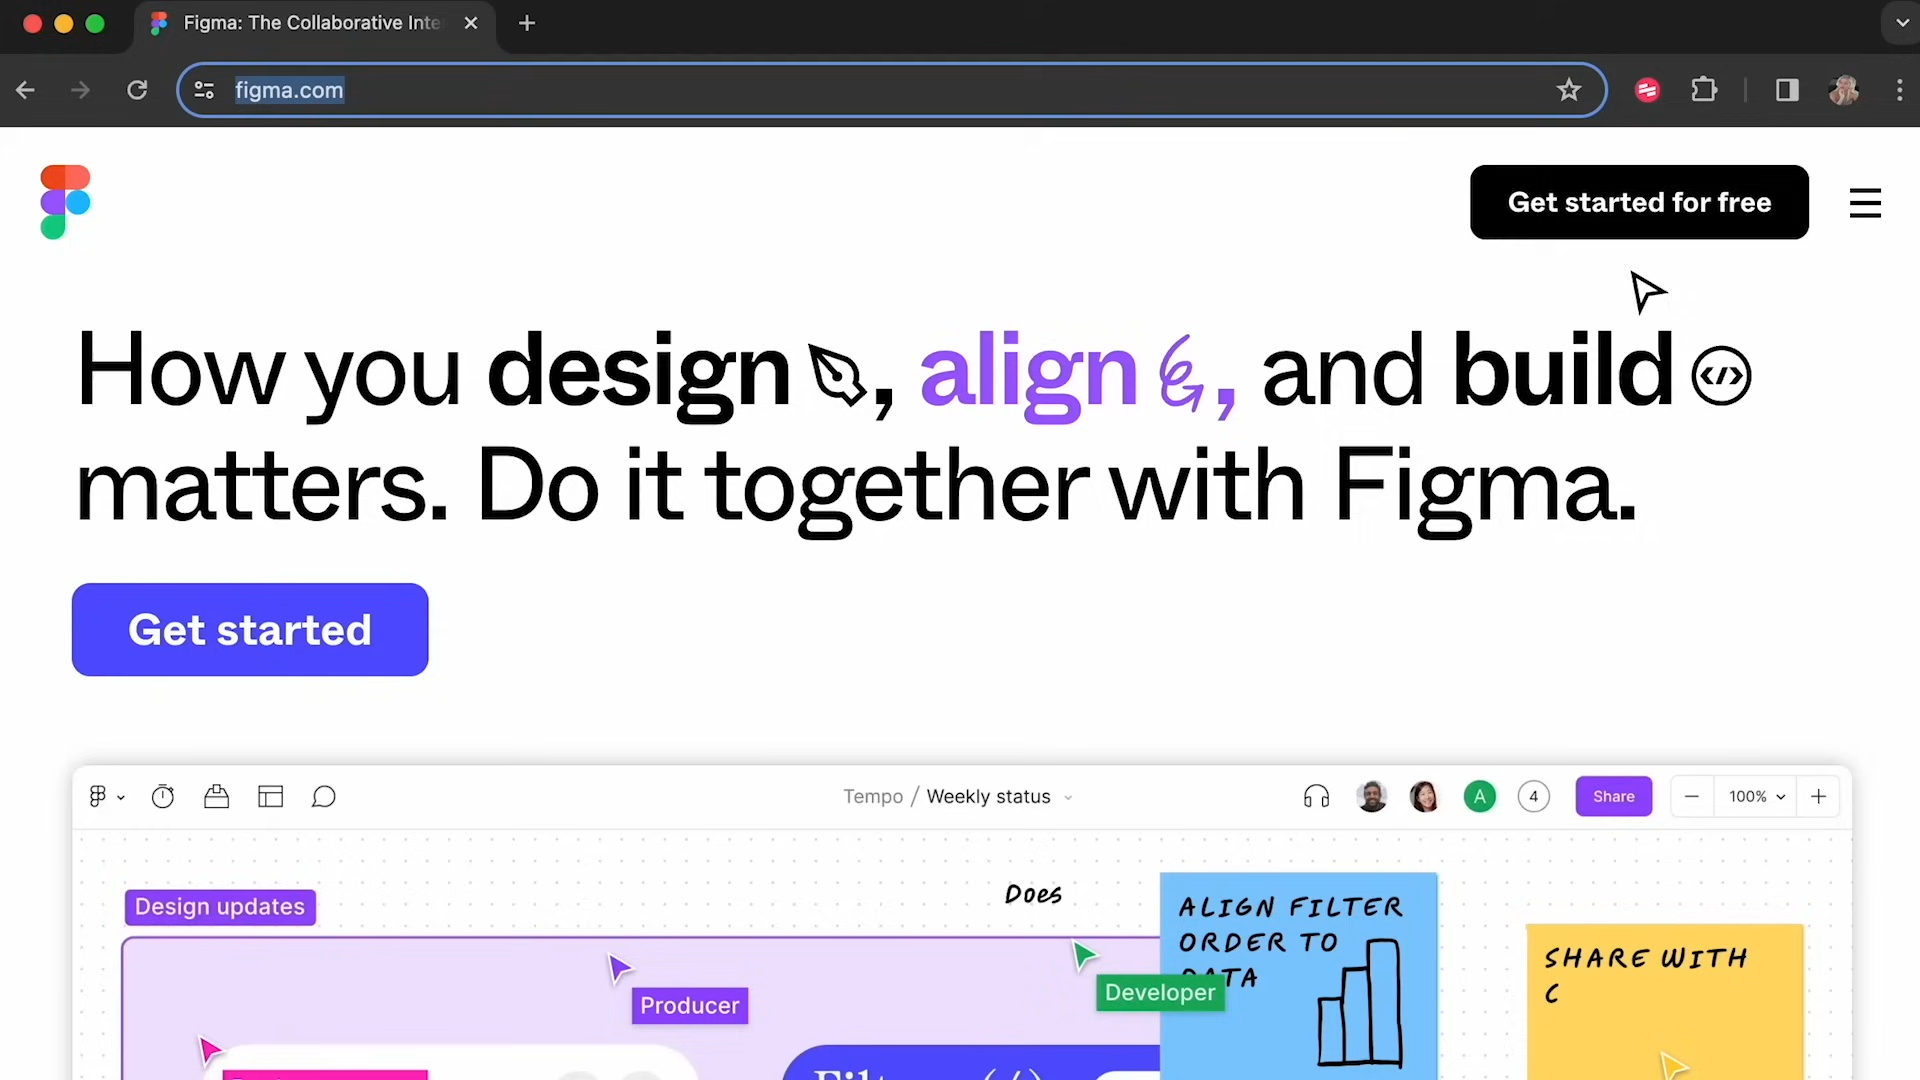 Figma: The Collaborative Inte
figma.com
Get started for free
How you design, align &, and build </>
matters. Do it together with Figma.
Get started
Tempo / Weekly status
A
4
Share
100%
Design updates
Does
ALIGN FILTER
ORDER TO
DATA
SHARE WITH
C
Producer
Developer